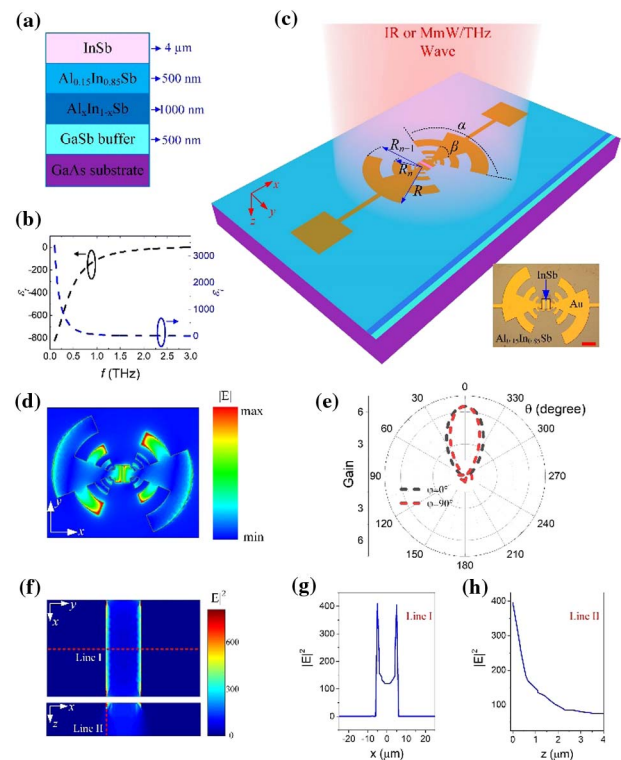 (a)
InSb
4 µm
Al0.15In0.85Sb
500 nm
AlxIn1-xSb
1000 nm
GaSb buffer
500 nm
GaAs substrate
(b)
0
-200
-400
-600
-800
ε'r
3000
2000
1000
0
0.0 0.6 1.2 1.8 2.4 3.0
f (THz)
(c)
IR or MmW/THz
Wave
α
β
Rn-1
Rn
R
x
y
z
InSb
Au
Al0.15In0.85Sb
(d)
|E|
max
min
y
x
(e)
0
30
330
θ (degree)
60
300
90
270
120
240
150
210
180
Gain
6
3
3
6
φ=0°
φ=90°
(f)
y
x
Line I
x
z
Line II
E|2
600
300
0
(g)
Line I
|E|2
400
300
200
100
0
-20 -10 0 10 20
x (µm)
(h)
Line II
|E|2
400
300
200
100
0 1 2 3 4
z (µm)